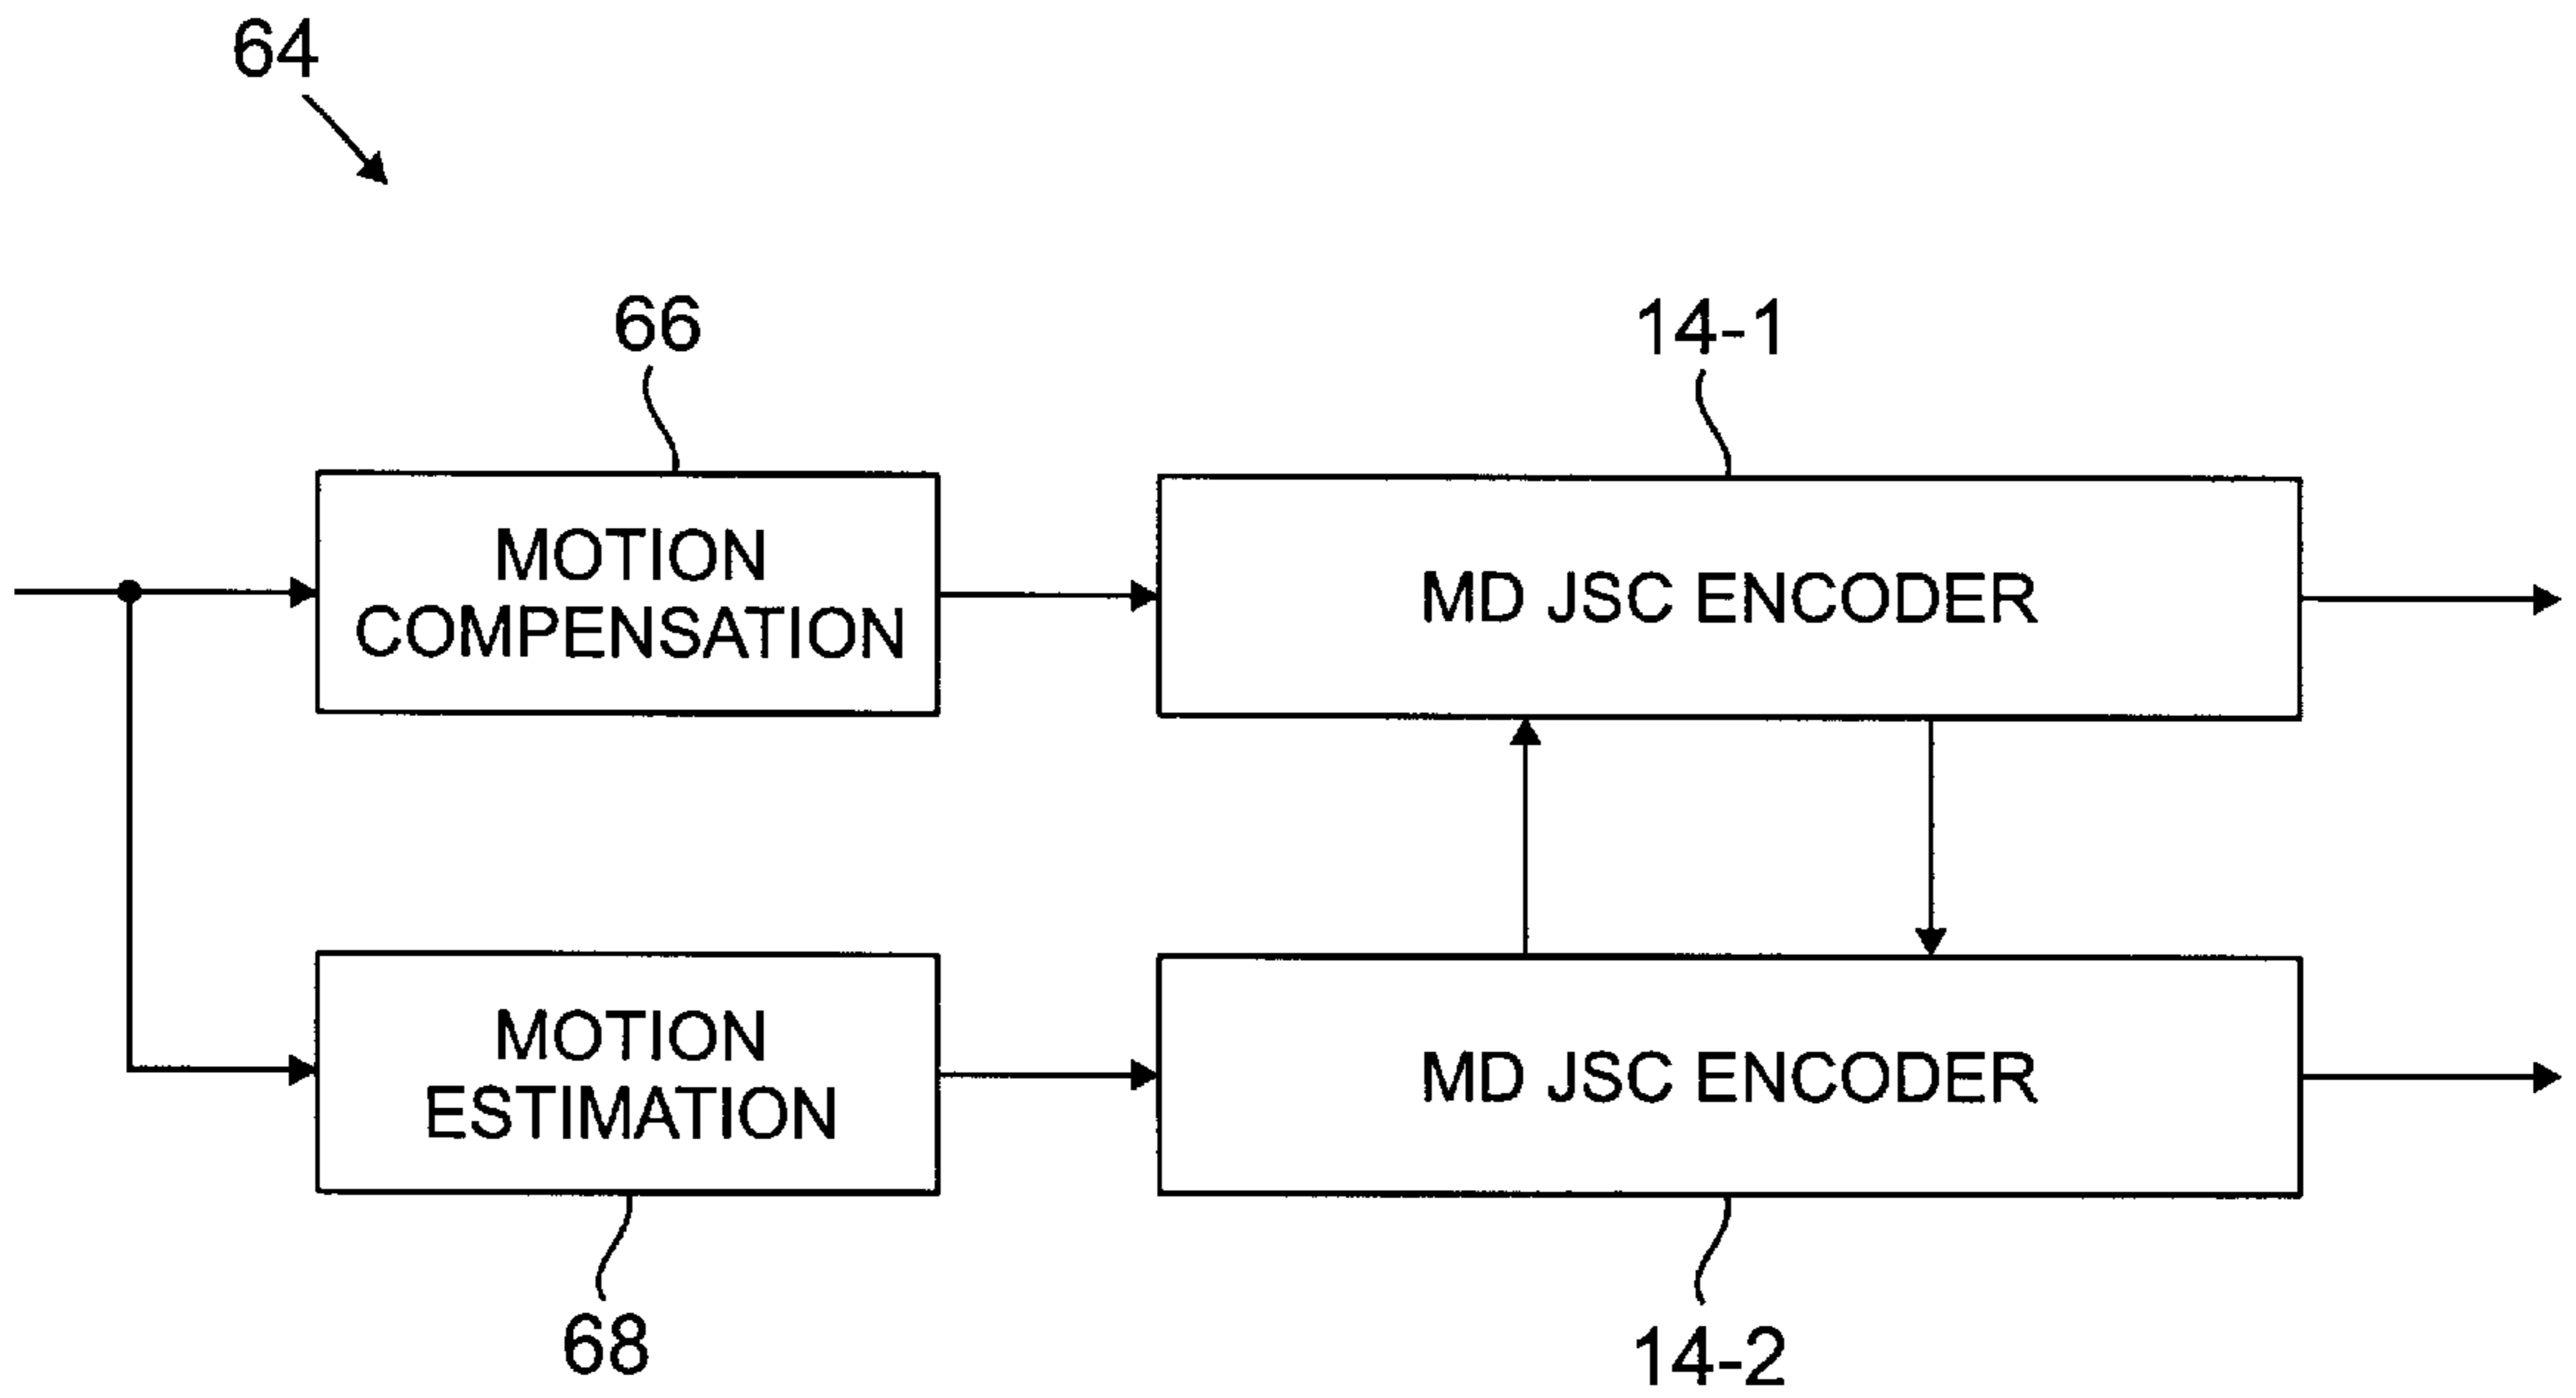 64
66
14-1
MOTION
COMPENSATION
MD JSC ENCODER
MOTION
ESTIMATION
MD JSC ENCODER
68
14-2